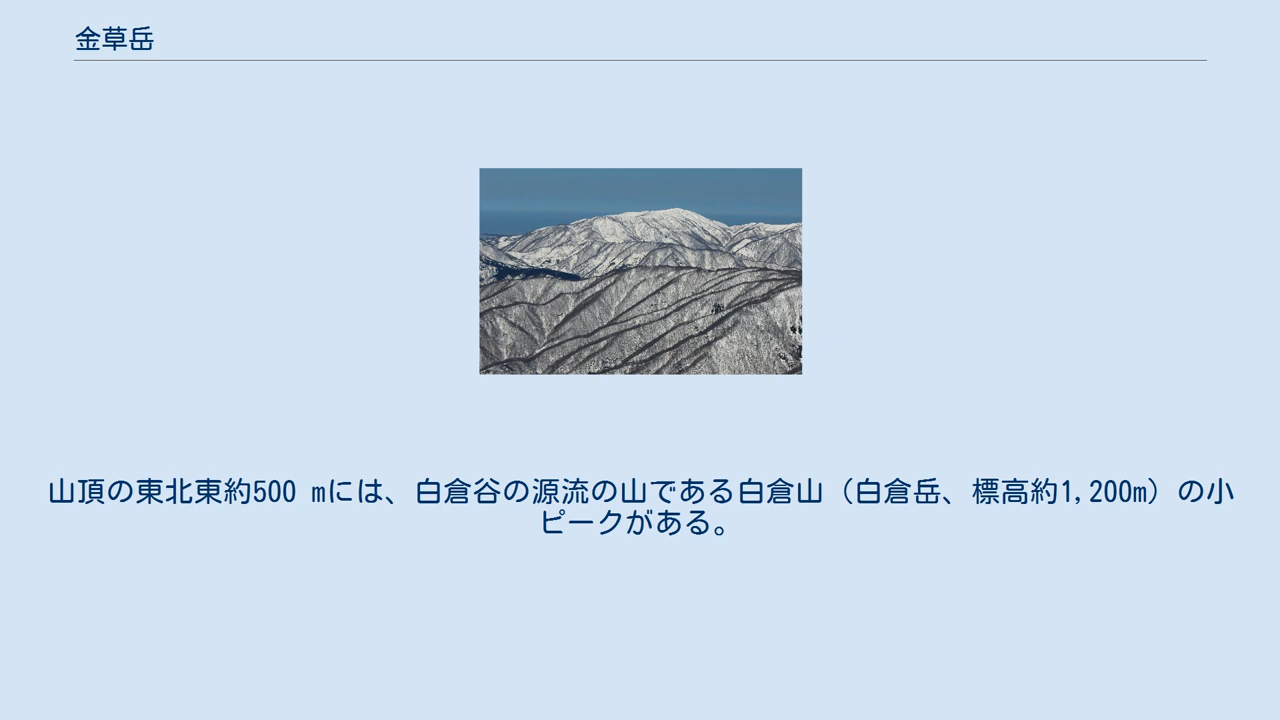 金草岳
山頂の東北東約500 mには、白倉谷の源流の山である白倉山（白倉岳、標高約1,200m）の小
ピークがある。